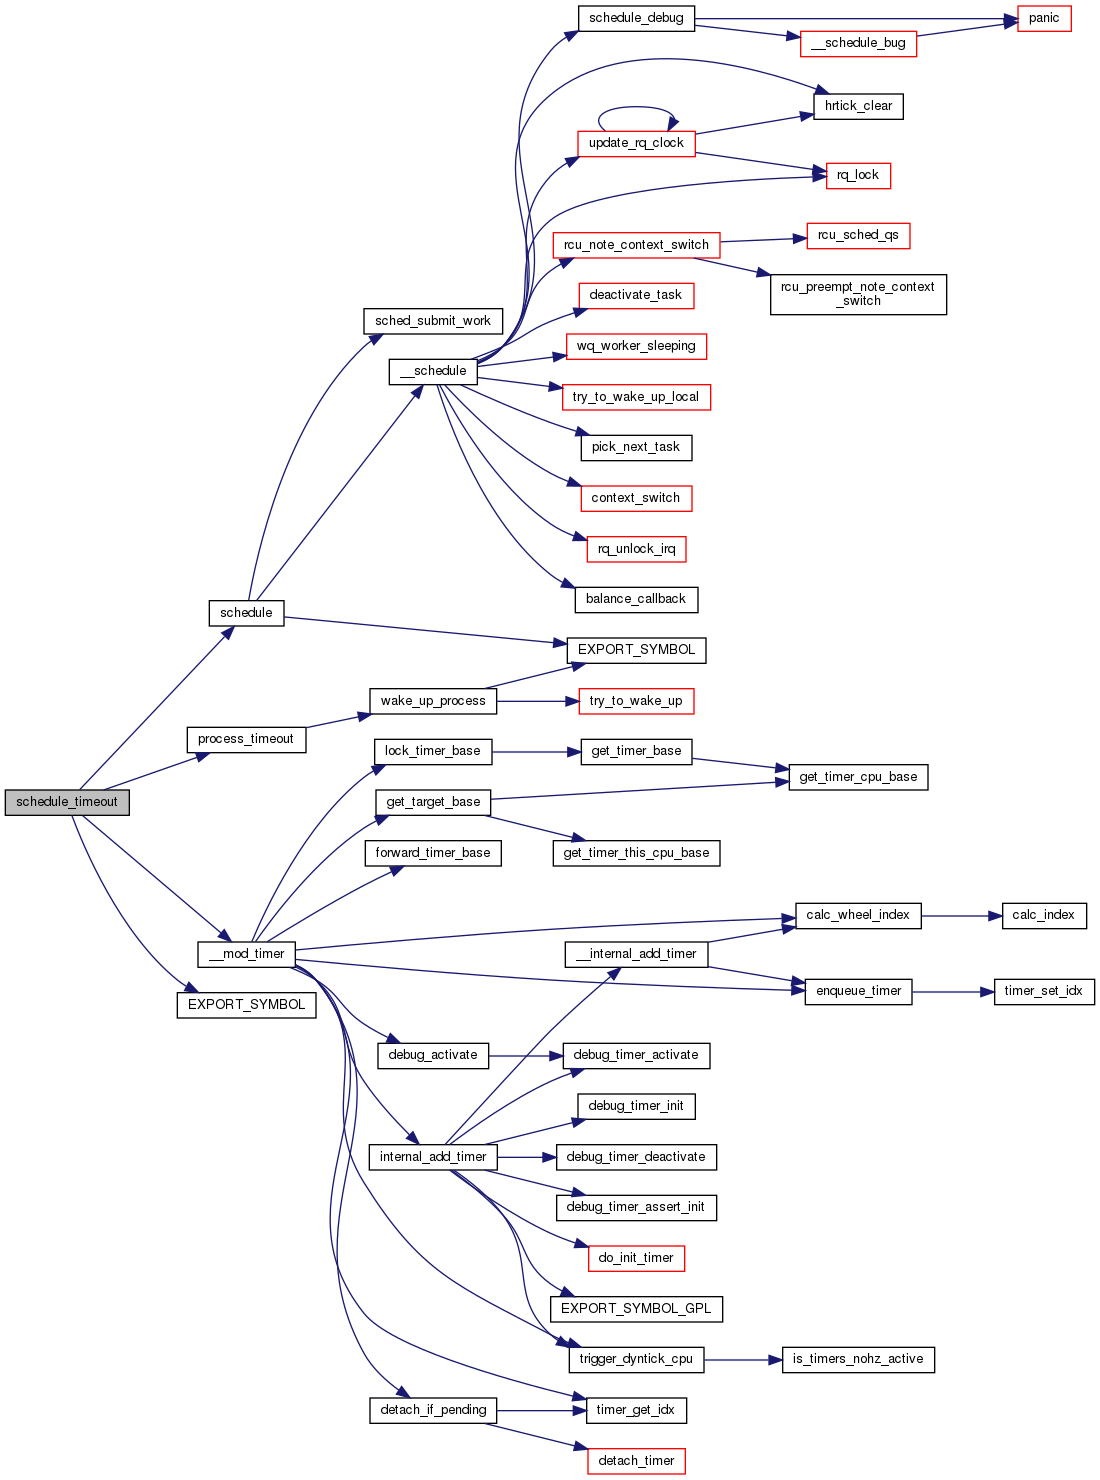 schedule_debug
panic
__schedule_bug
hrtick_clear
update_rq_clock
rq_lock
rcu_note_context_switch
rcu_sched_qs
rcu_preempt_note_context
_switch
deactivate_task
sched_submit_work
wq_worker_sleeping
__schedule
try_to_wake_up_local
pick_next_task
context_switch
rq_unlock_irq
balance_callback
schedule
EXPORT_SYMBOL
wake_up_process
try_to_wake_up
process_timeout
lock_timer_base
get_timer_base
get_timer_cpu_base
schedule_timeout
get_target_base
forward_timer_base
get_timer_this_cpu_base
calc_wheel_index
calc_index
__mod_timer
__internal_add_timer
enqueue_timer
timer_set_idx
EXPORT_SYMBOL
debug_activate
debug_timer_activate
debug_timer_init
internal_add_timer
debug_timer_deactivate
debug_timer_assert_init
do_init_timer
EXPORT_SYMBOL_GPL
trigger_dyntick_cpu
is_timers_nohz_active
detach_if_pending
timer_get_idx
detach_timer